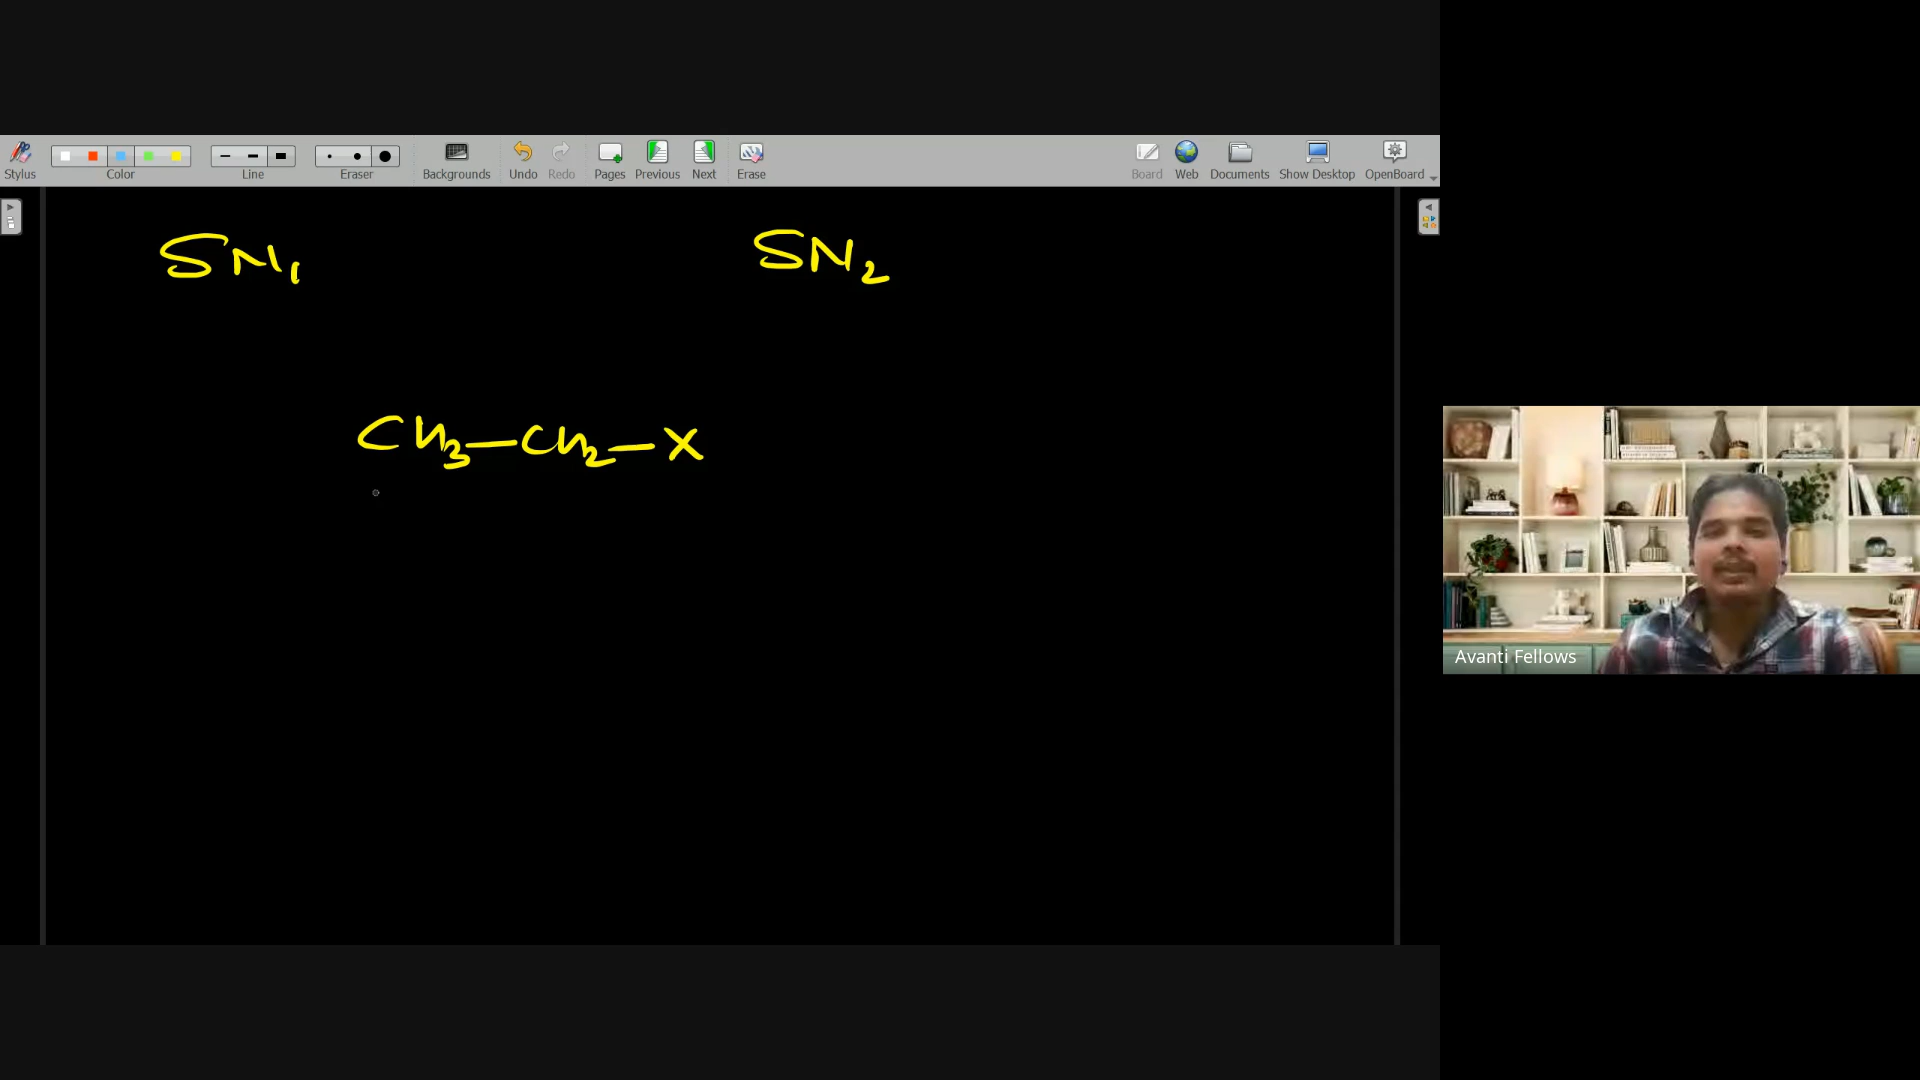 Stylus Color Line Eraser Backgrounds Undo Redo Pages Previous Next Erase Board Web Documents Show Desktop OpenBoard
SN1 SN2
CH3—CH2—X
Avanti Fellows